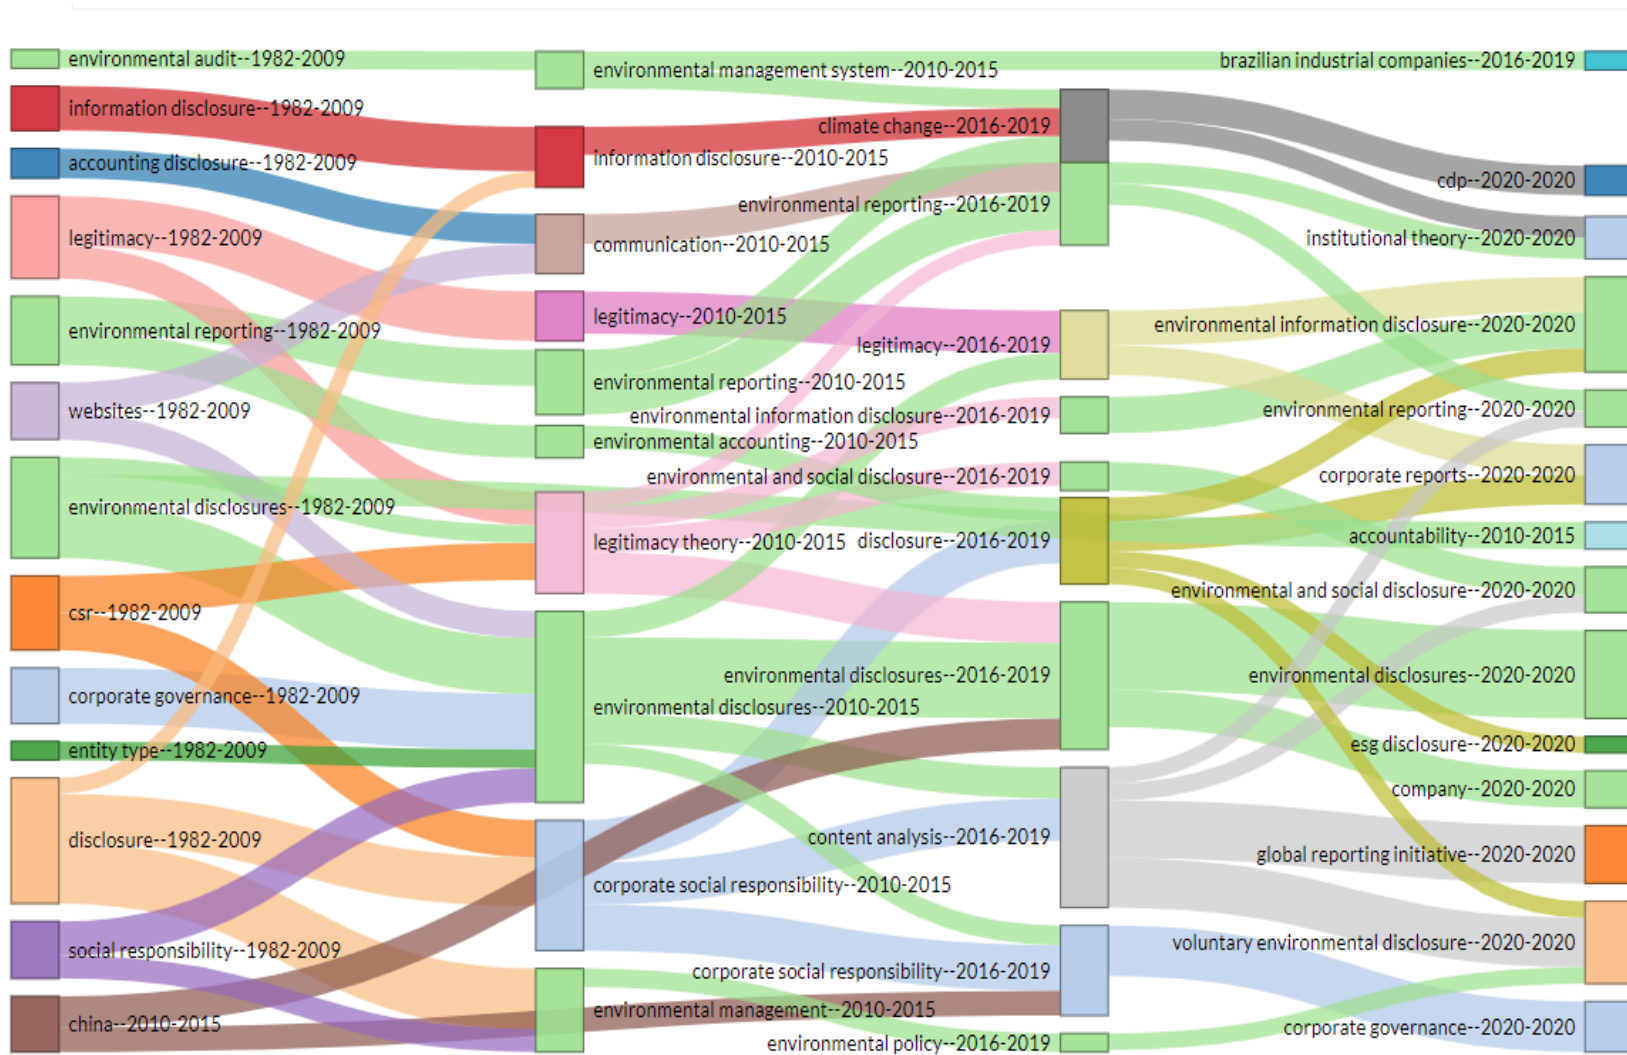 environmental audit--1982-2009
information disclosure--1982-2009
accounting disclosure--1982-2009
legitimacy--1982-2009
environmental reporting--1982-2009
websites--1982-2009
environmental disclosures--1982-2009
csr--1982-2009
corporate governance--1982-2009
entity type--1982-2009
disclosure--1982-2009
social responsibility--1982-2009
china--2010-2015
environmental management system--2010-2015
information disclosure--2010-2015
communication--2010-2015
legitimacy--2010-2015
environmental reporting--2010-2015
environmental accounting--2010-2015
legitimacy theory--2010-2015
environmental disclosures--2010-2015
corporate social responsibility--2010-2015
environmental management--2010-2015
climate change--2016-2019
environmental reporting--2016-2019
legitimacy--2016-2019
environmental information disclosure--2016-2019
environmental and social disclosure--2016-2019
disclosure--2016-2019
environmental disclosures--2016-2019
content analysis--2016-2019
corporate social responsibility--2016-2019
environmental policy--2016-2019
brazilian industrial companies--2016-2019
cdp--2020-2020
institutional theory--2020-2020
environmental information disclosure--2020-2020
environmental reporting--2020-2020
corporate reports--2020-2020
accountability--2010-2015
environmental and social disclosure--2020-2020
environmental disclosures--2020-2020
esg disclosure--2020-2020
company--2020-2020
global reporting initiative--2020-2020
voluntary environmental disclosure--2020-2020
corporate governance--2020-2020